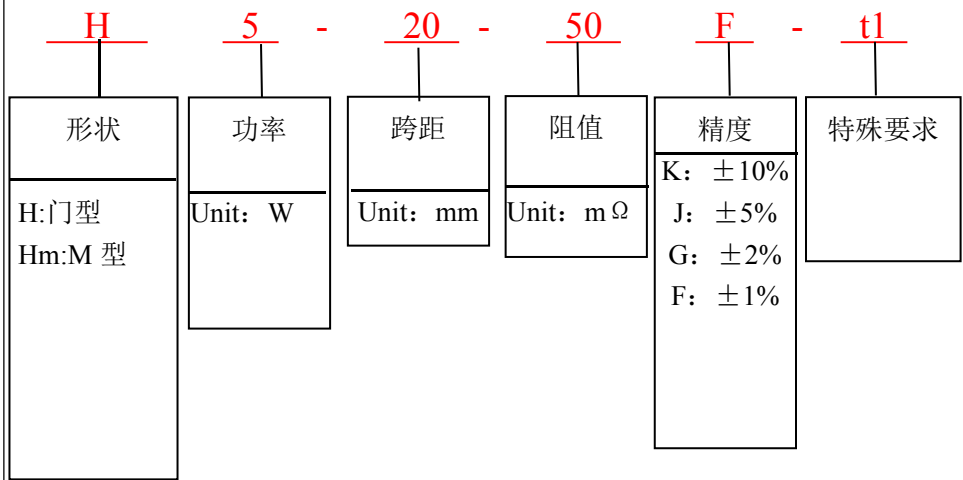 H 5 - 20 - 50 F - t1
形状 功率 跨距 阻值 精度 特殊要求
H:门型
Hm:M 型
Unit：W
Unit：mm
Unit：mΩ
K：±10%
J：±5%
G：±2%
F：±1%